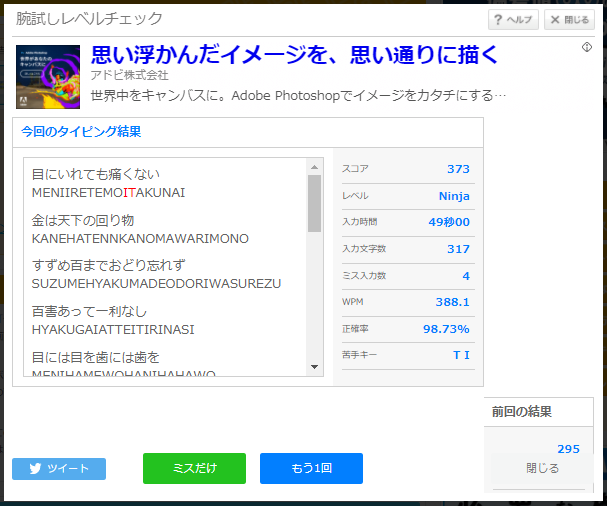 腕試しレベルチェック
? ヘルプ
× 閉じる
思い浮かんだイメージを、思い通りに描く
アドビ株式会社
世界中をキャンバスに。Adobe Photoshopでイメージをカタチにする…
今回のタイピング結果
目にいれても痛くない
MENIIRETEMOITAKUNAI
金は天下の回り物
KANEHATENNKANOMAWARIMONO
すずめ百までおどり忘れず
SUZUMEHYAKUMADEODORIWASUREZU
百害あって一利なし
HYAKUGAIATTEITIRINASI
目には目を歯には歯を
MENIHAMEWOHANIHAHAWO
スコア 373
レベル Ninja
入力時間 49秒00
入力文字数 317
ミス入力数 4
WPM 388.1
正確率 98.73%
苦手キー T I
前回の結果
295
閉じる
ツイート
ミスだけ
もう1回